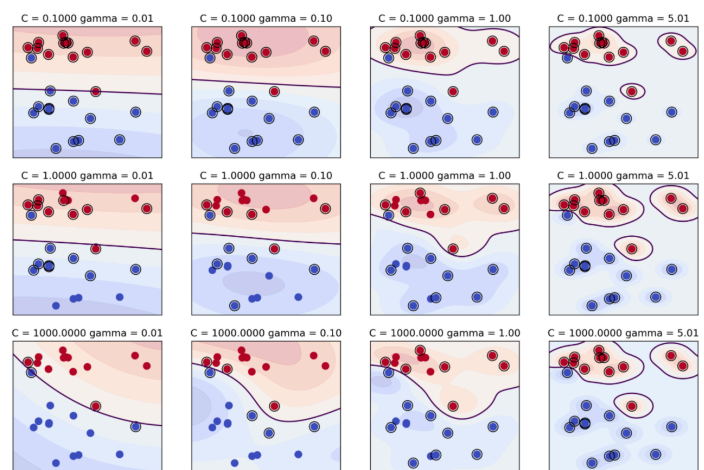 C = 0.1000 gamma = 0.01 C = 0.1000 gamma = 0.10 C = 0.1000 gamma = 1.00 C = 0.1000 gamma = 5.01
C = 1.0000 gamma = 0.01 C = 1.0000 gamma = 0.10 C = 1.0000 gamma = 1.00 C = 1.0000 gamma = 5.01
C = 1000.0000 gamma = 0.01 C = 1000.0000 gamma = 0.10 C = 1000.0000 gamma = 1.00 C = 1000.0000 gamma = 5.01